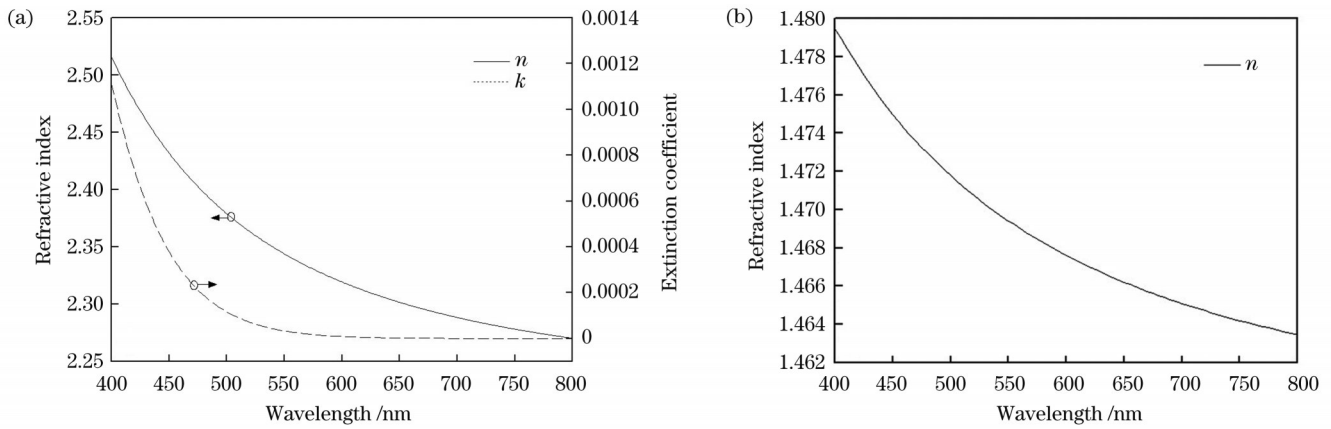 (a)
2.55
2.50
2.45
2.40
2.35
2.30
2.25
Refractive index
400 450 500 550 600 650 700 750 800
Wavelength /nm
n
k
0.0014
0.0012
0.0010
0.0008
0.0006
0.0004
0.0002
0
Extinction coefficient
(b)
1.480
1.478
1.476
1.474
1.472
1.470
1.468
1.466
1.464
1.462
Refractive index
400 450 500 550 600 650 700 750 800
Wavelength /nm
n